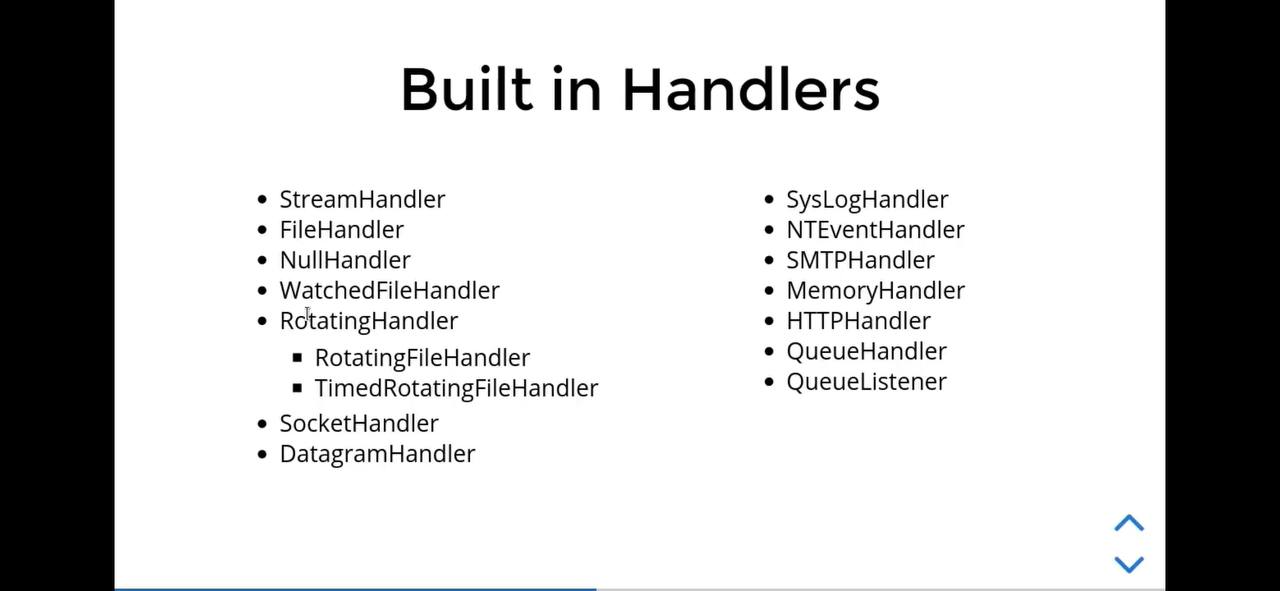 Built in Handlers
StreamHandler
FileHandler
NullHandler
WatchedFileHandler
RotatingHandler
RotatingFileHandler
TimedRotatingFileHandler
SocketHandler
DatagramHandler
SysLogHandler
NTEventHandler
SMTPHandler
MemoryHandler
HTTPHandler
QueueHandler
QueueListener